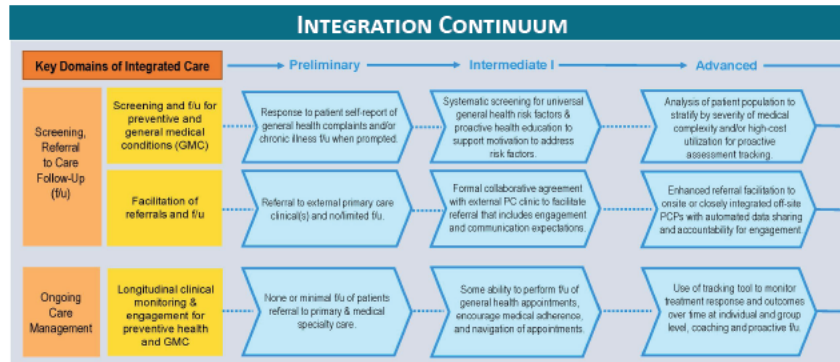 INTEGRATION CONTINUUM
Key Domains of Integrated Care
Preliminary
Intermediate I
Advanced
Screening,
Referral
to Care
Follow-Up
(f/u)
Screening and f/u for
preventive and
general medical
conditions (GMC)
Response to patient self-report of
general health complaints and/or
chronic illness f/u when prompted.
Systematic screening for universal
general health risk factors &
proactive health education to
support motivation to address
risk factors.
Analysis of patient population to
stratify by severity of medical
complexity and/or high-cost
utilization for proactive
assessment tracking.
Facilitation of
referrals and f/u
Referral to external primary care
clinical(s) and no/limited f/u.
Formal collaborative agreement
with external PC clinic to facilitate
referral that includes engagement
and communication expectations.
Enhanced referral facilitation to
onsite or closely integrated off-site
PCPs with automated data sharing
and accountability for engagement
Ongoing
Care
Management
Longitudinal clinical
monitoring &
engagement for
preventive health
and GMC
None or minimal f/u of patients
referral to primary & medical
specialty care.
Some ability to perform f/u of
general health appointments,
encourage medical adherence,
and navigation of appointments.
Use of tracking tool to monitor
treatment response and outcomes
over time at individual and group
level, coaching and proactive f/u.